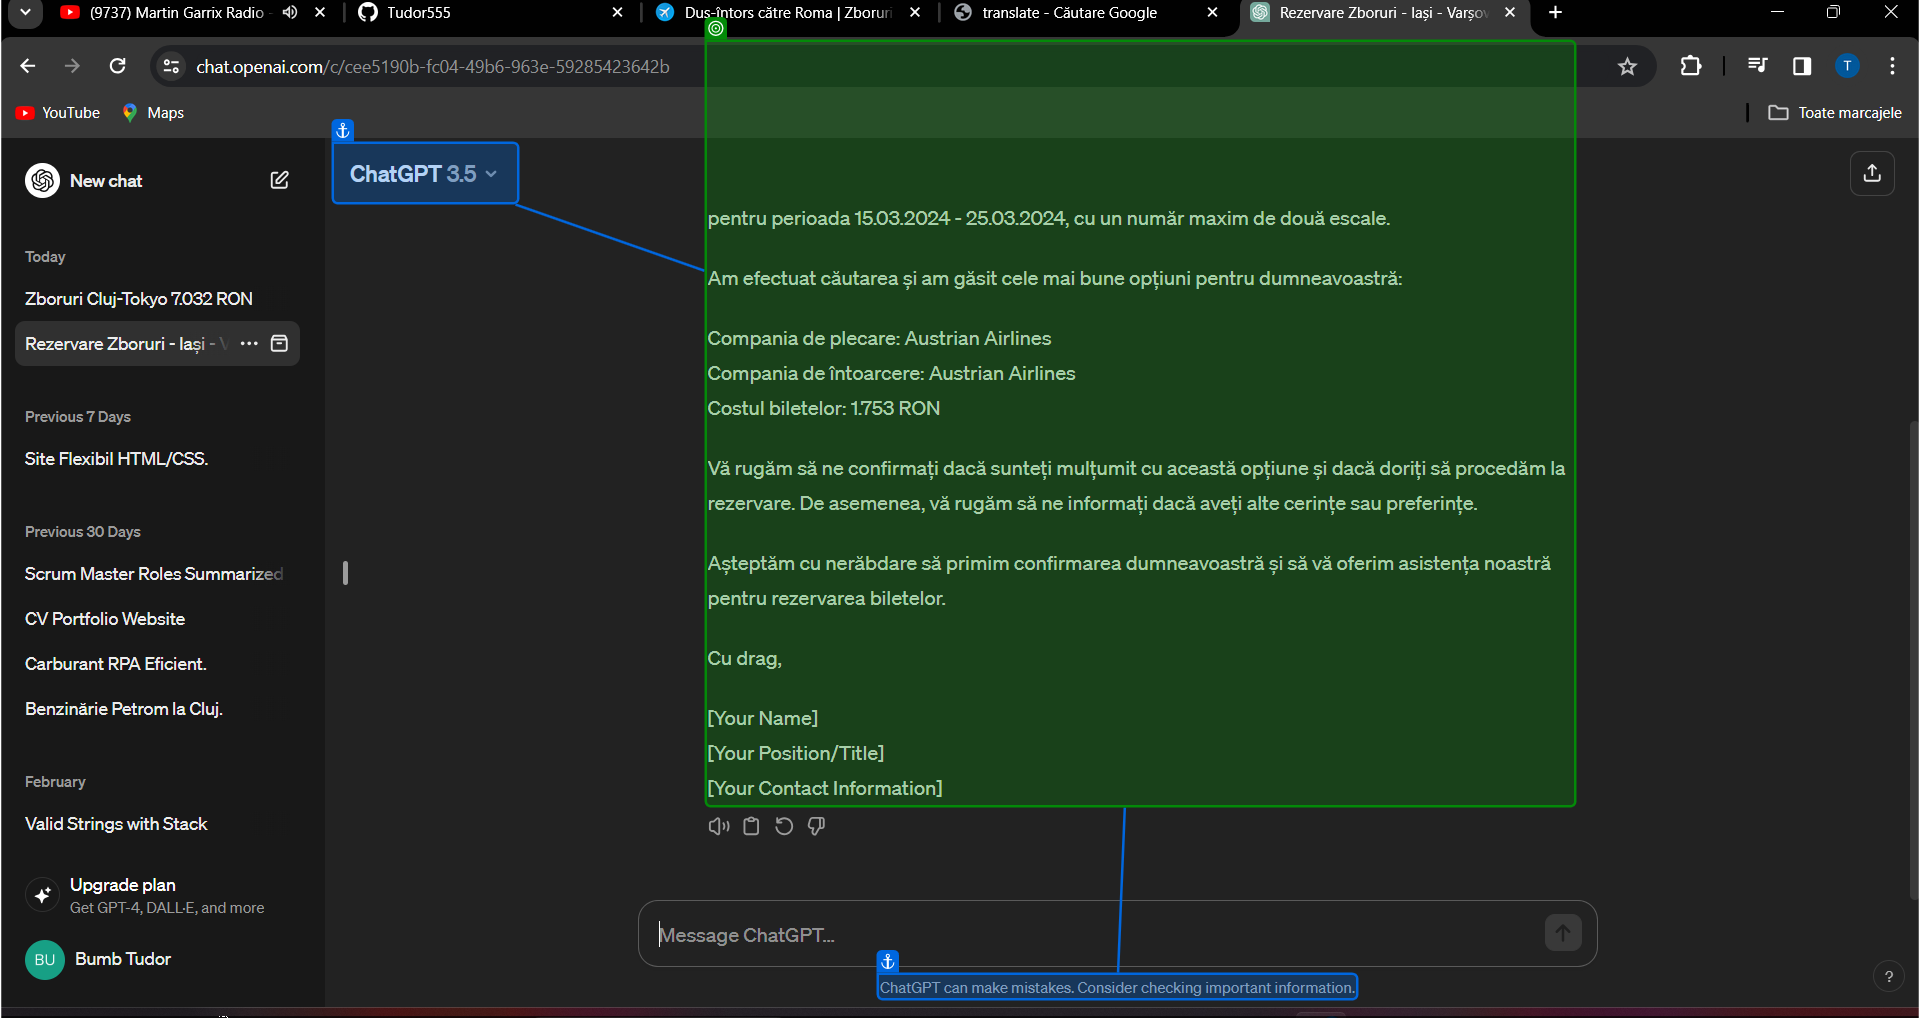 (9737) Martin Garrix Radio
Tudor555
Dus-întors către Roma | Zborur
translate - Căutare Google
Rezervare Zboruri - Iași - Varșov
chat.openai.com/c/cee5190b-fc04-49b6-963e-59285423642b
T
YouTube
Maps
Toate marcajele
New chat
Today
Zboruri Cluj-Tokyo 7.032 RON
Rezervare Zboruri - Iași - V
Previous 7 Days
Site Flexibil HTML/CSS.
Previous 30 Days
Scrum Master Roles Summarized
CV Portfolio Website
Carburant RPA Eficient.
Benzinărie Petrom la Cluj.
February
Valid Strings with Stack
Upgrade plan
Get GPT-4, DALL·E, and more
BU
Bumb Tudor
ChatGPT 3.5
pentru perioada 15.03.2024 - 25.03.2024, cu un număr maxim de două escale.
Am efectuat căutarea și am găsit cele mai bune opțiuni pentru dumneavoastră:
Compania de plecare: Austrian Airlines
Compania de întoarcere: Austrian Airlines
Costul biletelor: 1.753 RON
Vă rugăm să ne confirmați dacă sunteți mulțumit cu această opțiune și dacă doriți să procedăm la
rezervare. De asemenea, vă rugăm să ne informați dacă aveți alte cerințe sau preferințe.
Așteptăm cu nerăbdare să primim confirmarea dumneavoastră și să vă oferim asistența noastră
pentru rezervarea biletelor.
Cu drag,
[Your Name]
[Your Position/Title]
[Your Contact Information]
Message ChatGPT...
ChatGPT can make mistakes. Consider checking important information.
?